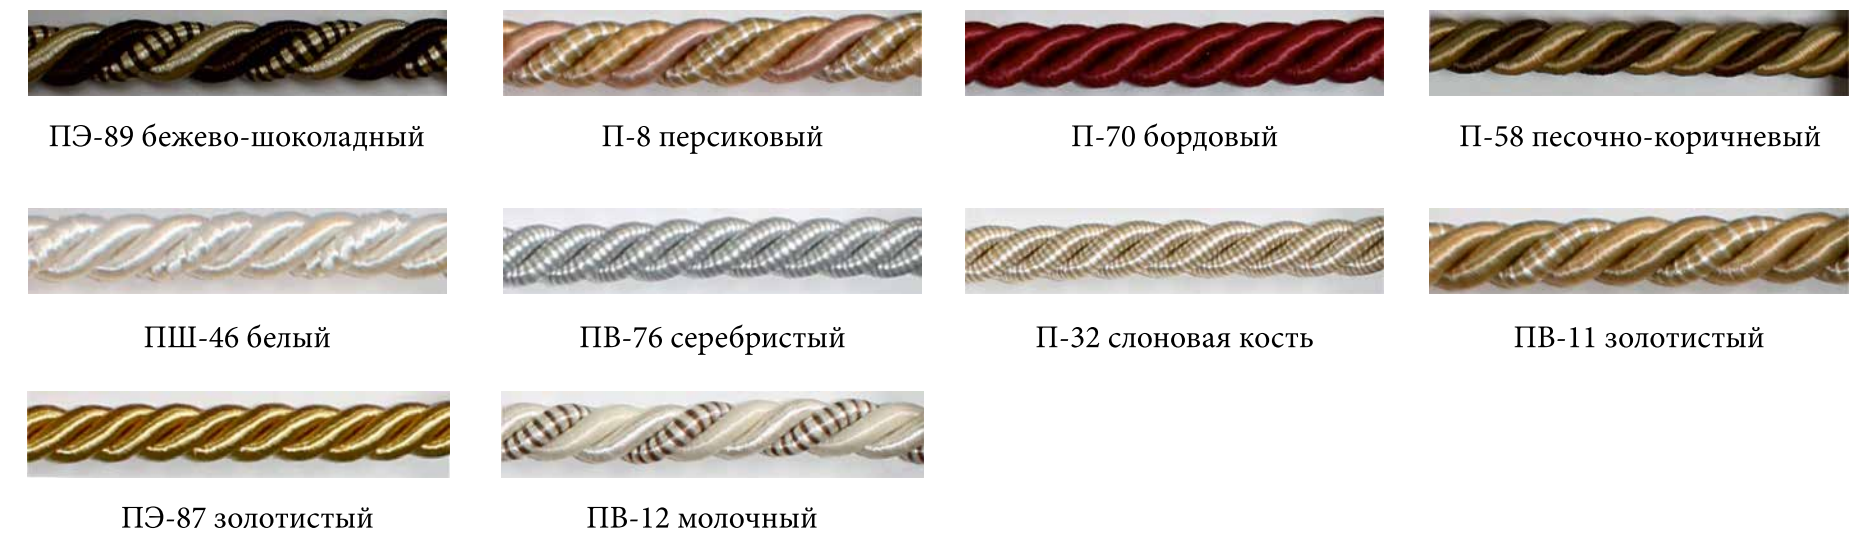 ПЭ-89 бежево-шоколадный
П-8 персиковый
П-70 бордовый
П-58 песочно-коричневый
ПШ-46 белый
ПВ-76 серебристый
П-32 слоновая кость
ПВ-11 золотистый
ПЭ-87 золотистый
ПВ-12 молочный